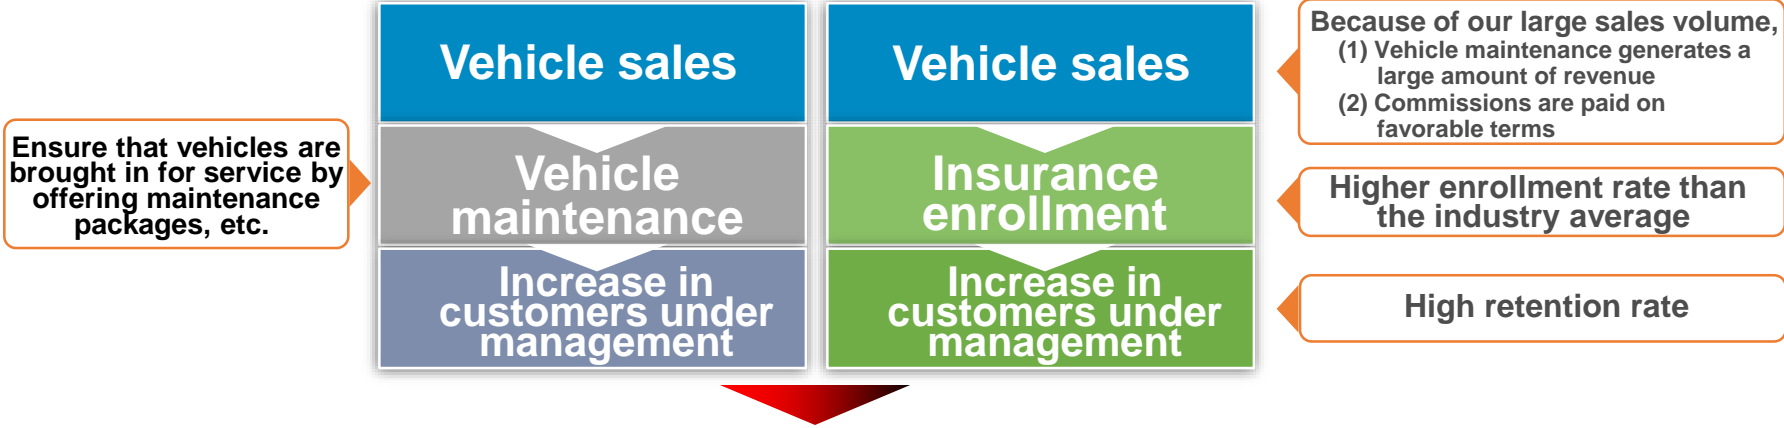 Ensure that vehicles are
brought in for service by
offering maintenance
packages, etc.
Vehicle sales
Vehicle
maintenance
Increase in
customers under
management
Vehicle sales
Insurance
enrollment
Increase in
customers under
management
Because of our large sales volume,
(1) Vehicle maintenance generates a
large amount of revenue
(2) Commissions are paid on
favorable terms
Higher enrollment rate than
the industry average
High retention rate